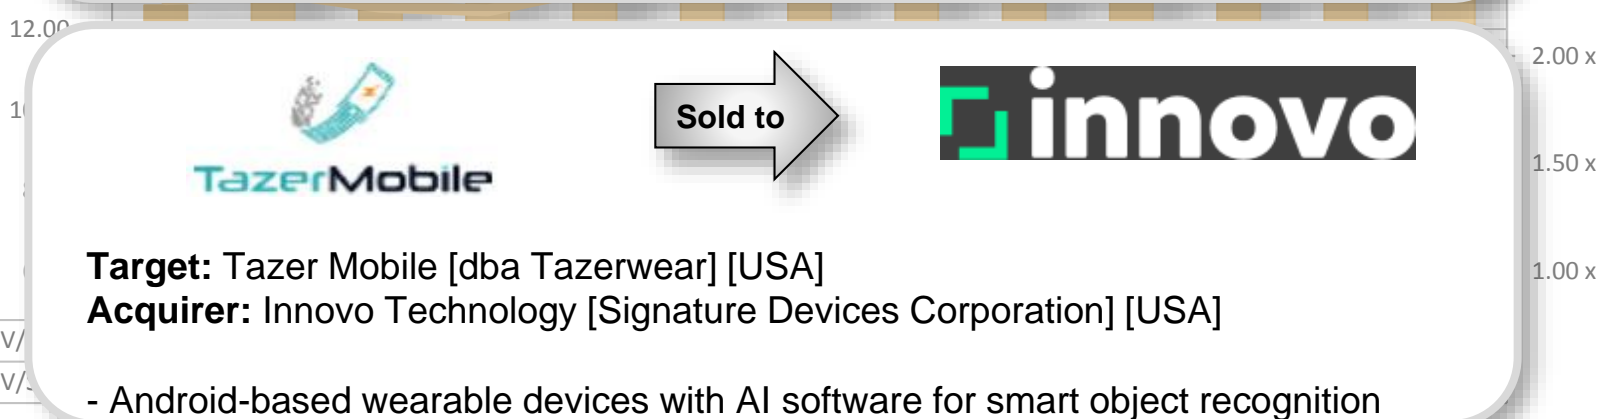 12.00
2.00 x
TazerMobile
Sold to
innovo
1.50 x
Target: Tazer Mobile [dba Tazerwear] [USA]
1.00 x
Acquirer: Innovo Technology [Signature Devices Corporation] [USA]
- Android-based wearable devices with AI software for smart object recognition